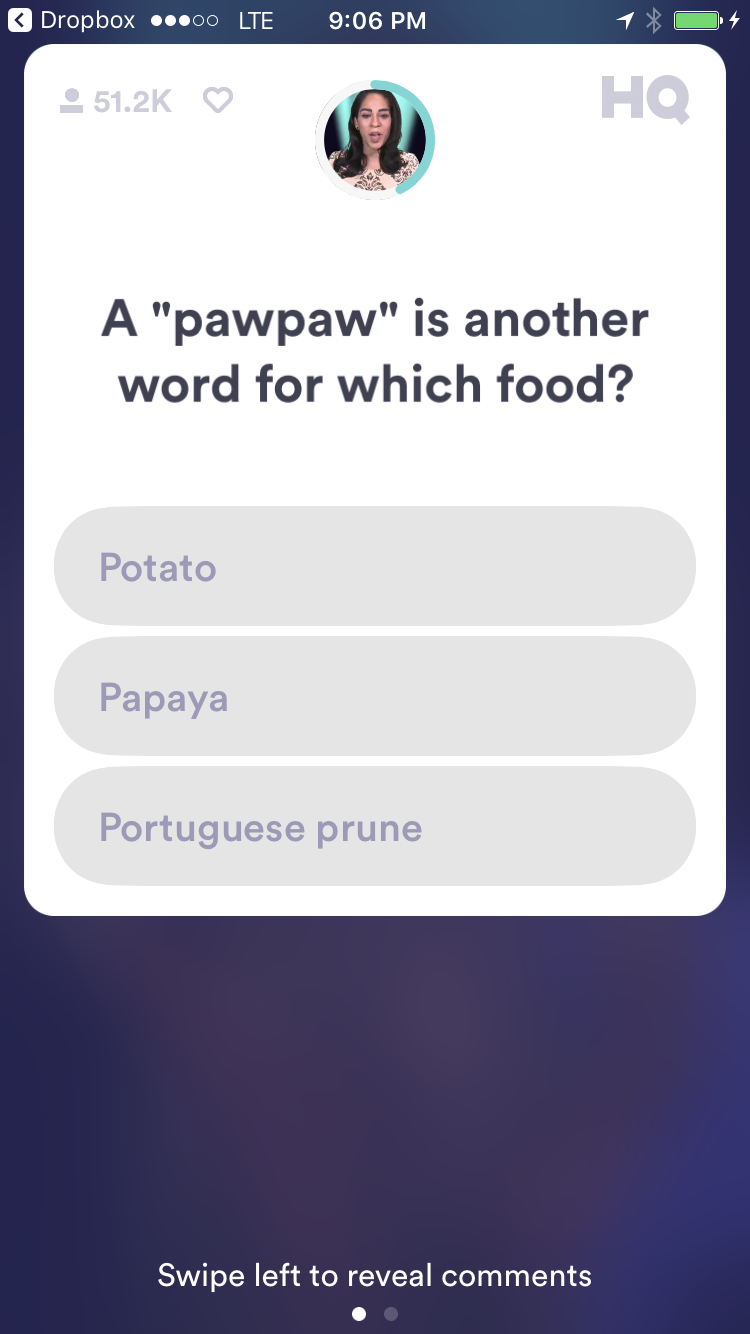 Dropbox LTE 9:06 PM
51.2K HQ
A "pawpaw" is another
word for which food?
Potato
Papaya
Portuguese prune
Swipe left to reveal comments